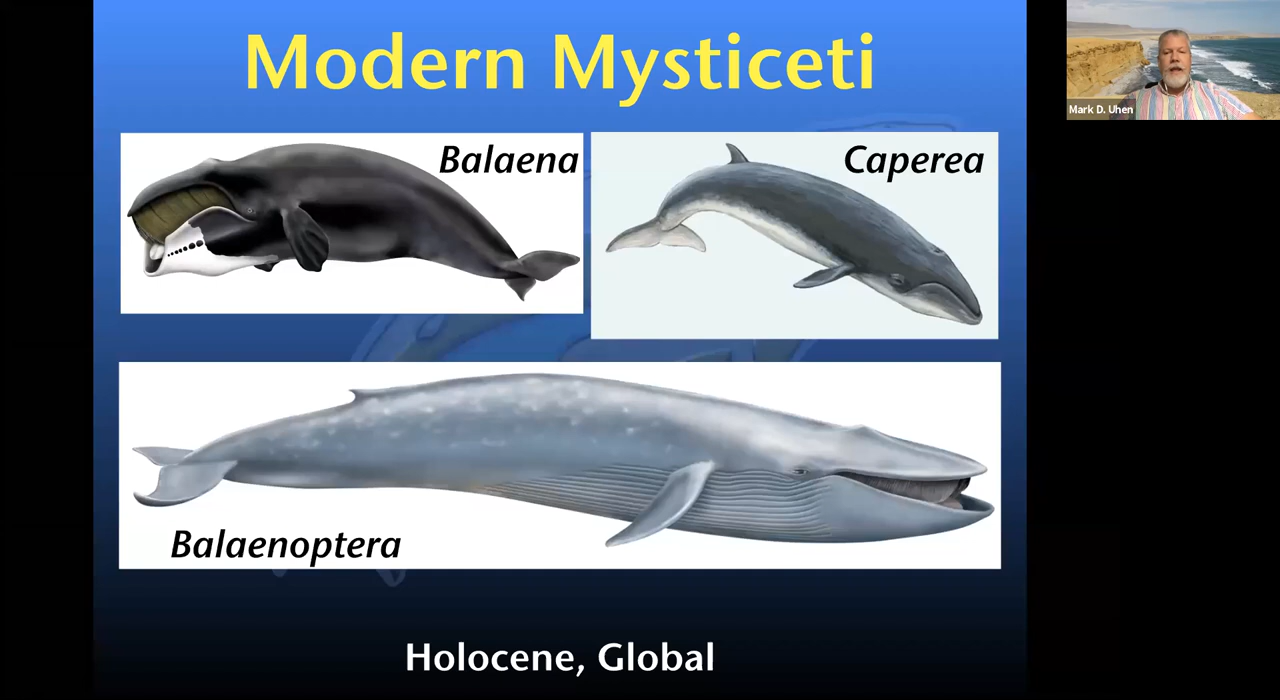 Modern Mysticeti
Balaena
Caperea
Balaenoptera
Holocene, Global
Mark D. Uhen